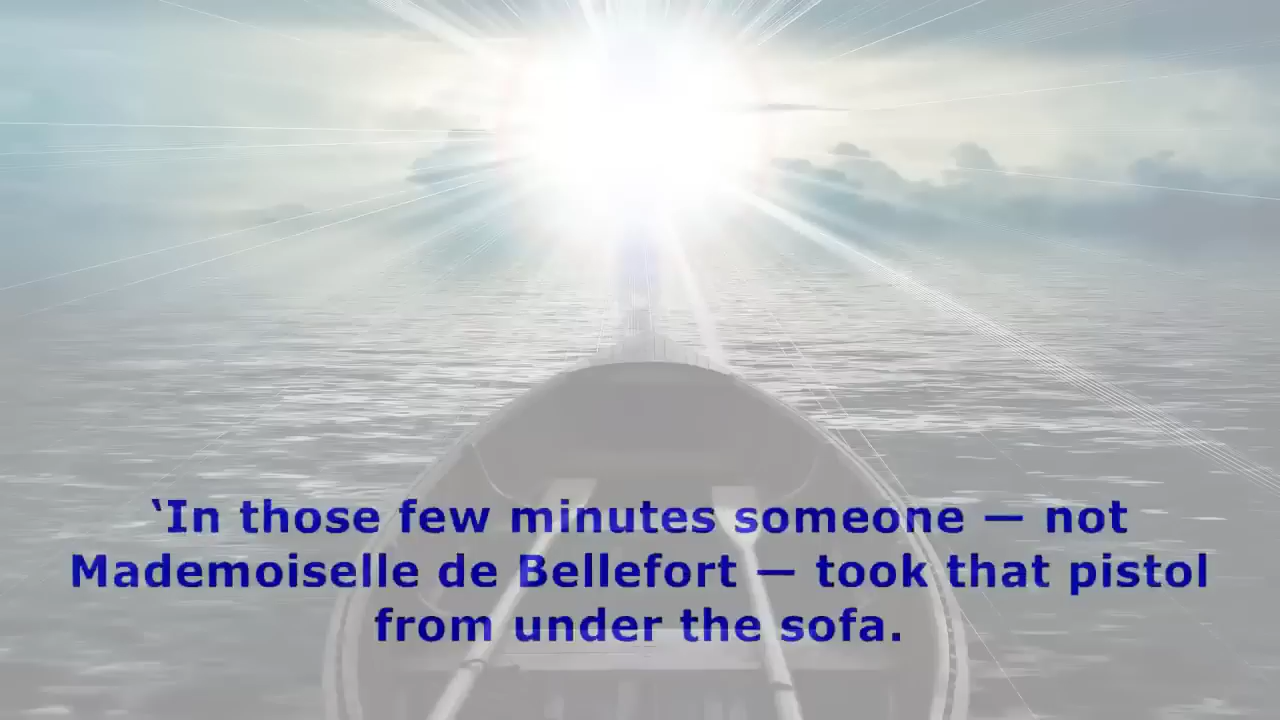 ‘In those few minutes someone — not
Mademoiselle de Bellefort — took that pistol
from under the sofa.